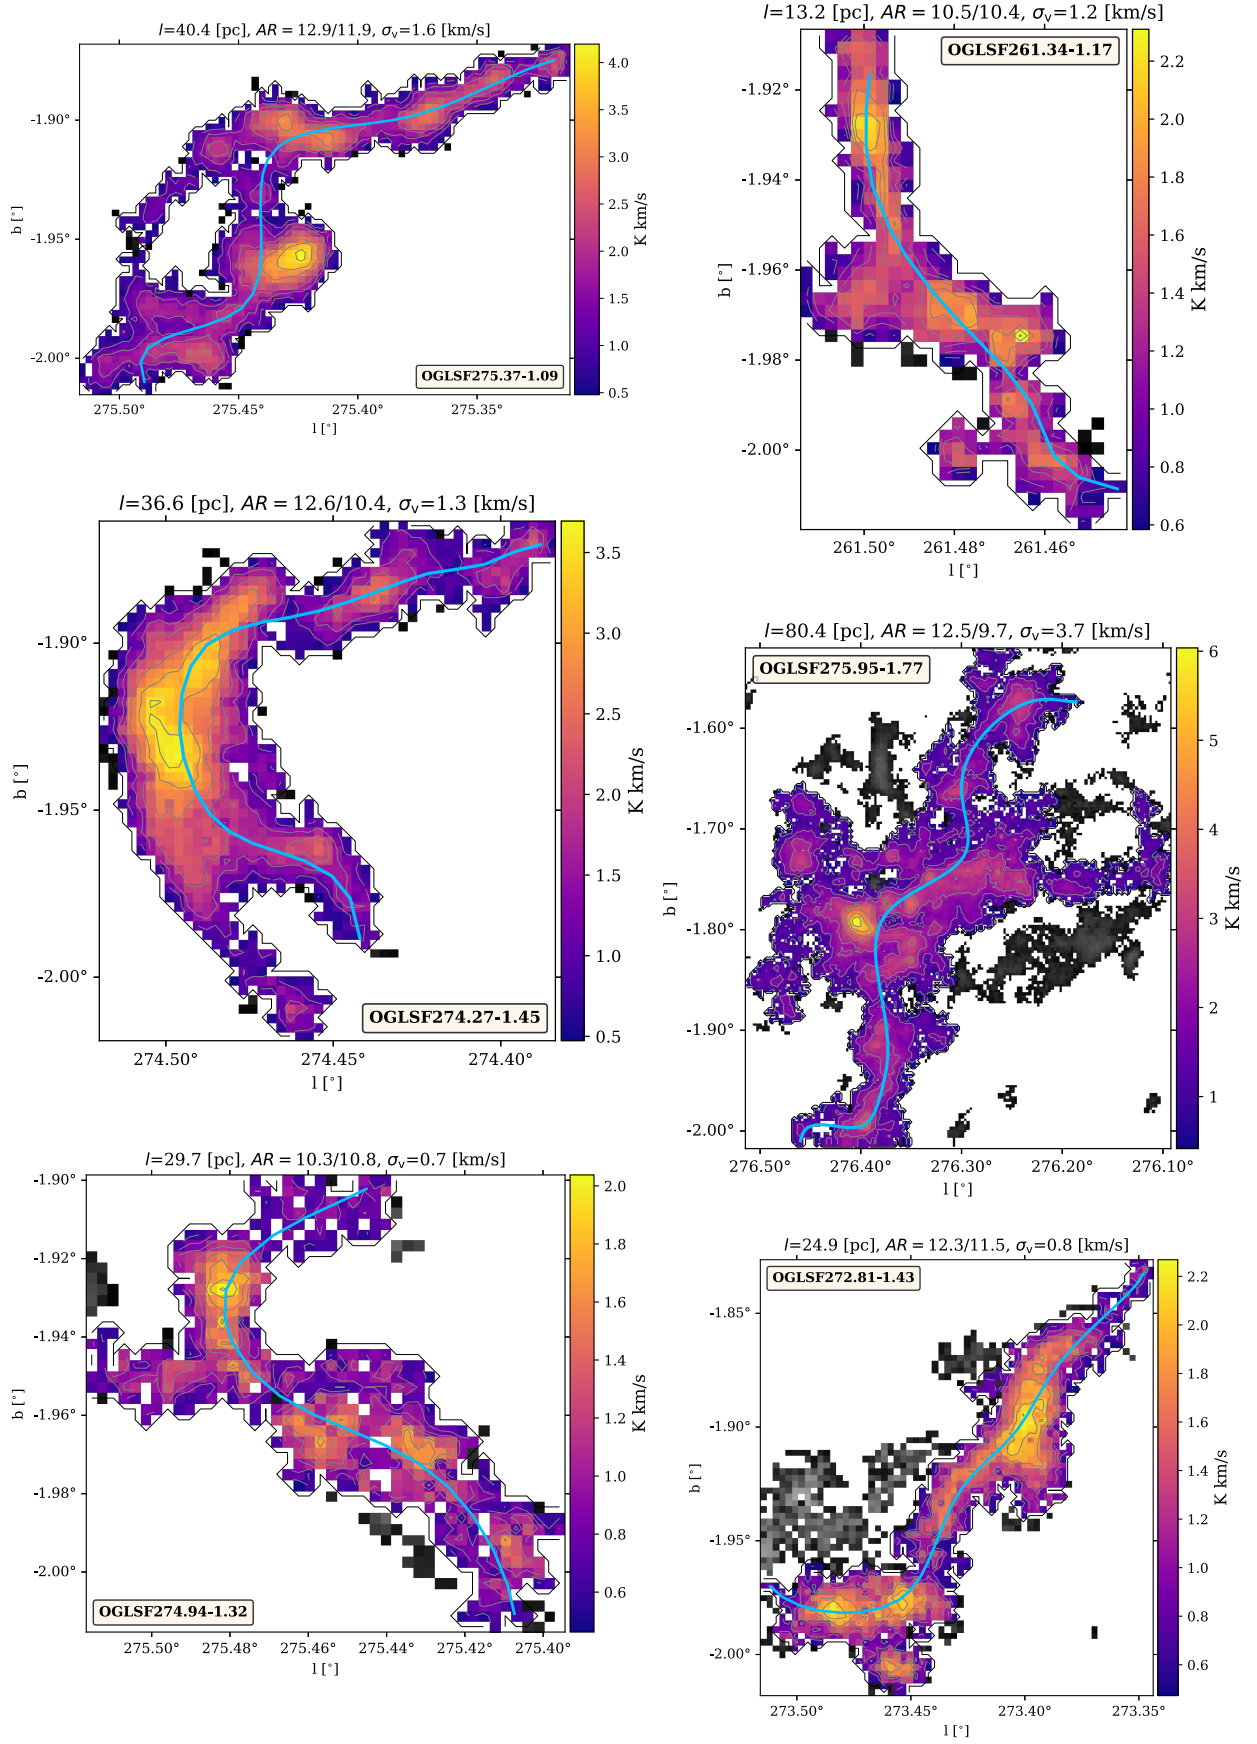 l=40.4 [pc], AR = 12.9/11.9, σv=1.6 [km/s]
4.0
3.5
3.0
2.5
2.0
1.5
1.0
0.5
K km/s
-1.90°
-1.95°
-2.00°
b [°]
OGLSF275.37-1.09
275.50° 275.45° 275.40° 275.35°
l [°]
l=13.2 [pc], AR = 10.5/10.4, σv=1.2 [km/s]
OGLSF261.34-1.17
2.2
2.0
1.8
1.6
1.4
1.2
1.0
0.8
0.6
K km/s
-1.92°
-1.94°
-1.96°
-1.98°
-2.00°
b [°]
261.50° 261.48° 261.46°
l [°]
l=36.6 [pc], AR = 12.6/10.4, σv=1.3 [km/s]
3.5
3.0
2.5
2.0
1.5
1.0
0.5
K km/s
-1.90°
-1.95°
-2.00°
b [°]
OGLSF274.27-1.45
274.50° 274.45° 274.40°
l [°]
l=80.4 [pc], AR = 12.5/9.7, σv=3.7 [km/s]
OGLSF275.95-1.77
6
5
4
3
2
1
K km/s
-1.60°
-1.70°
-1.80°
-1.90°
-2.00°
b [°]
276.50° 276.40° 276.30° 276.20° 276.10°
l [°]
l=29.7 [pc], AR = 10.3/10.8, σv=0.7 [km/s]
2.0
1.8
1.6
1.4
1.2
1.0
0.8
0.6
K km/s
-1.90°
-1.92°
-1.94°
-1.96°
-1.98°
-2.00°
b [°]
OGLSF274.94-1.32
275.50° 275.48° 275.46° 275.44° 275.42° 275.40°
l [°]
l=24.9 [pc], AR = 12.3/11.5, σv=0.8 [km/s]
OGLSF272.81-1.43
2.2
2.0
1.8
1.6
1.4
1.2
1.0
0.8
0.6
K km/s
-1.85°
-1.90°
-1.95°
-2.00°
b [°]
273.50° 273.45° 273.40° 273.35°
l [°]